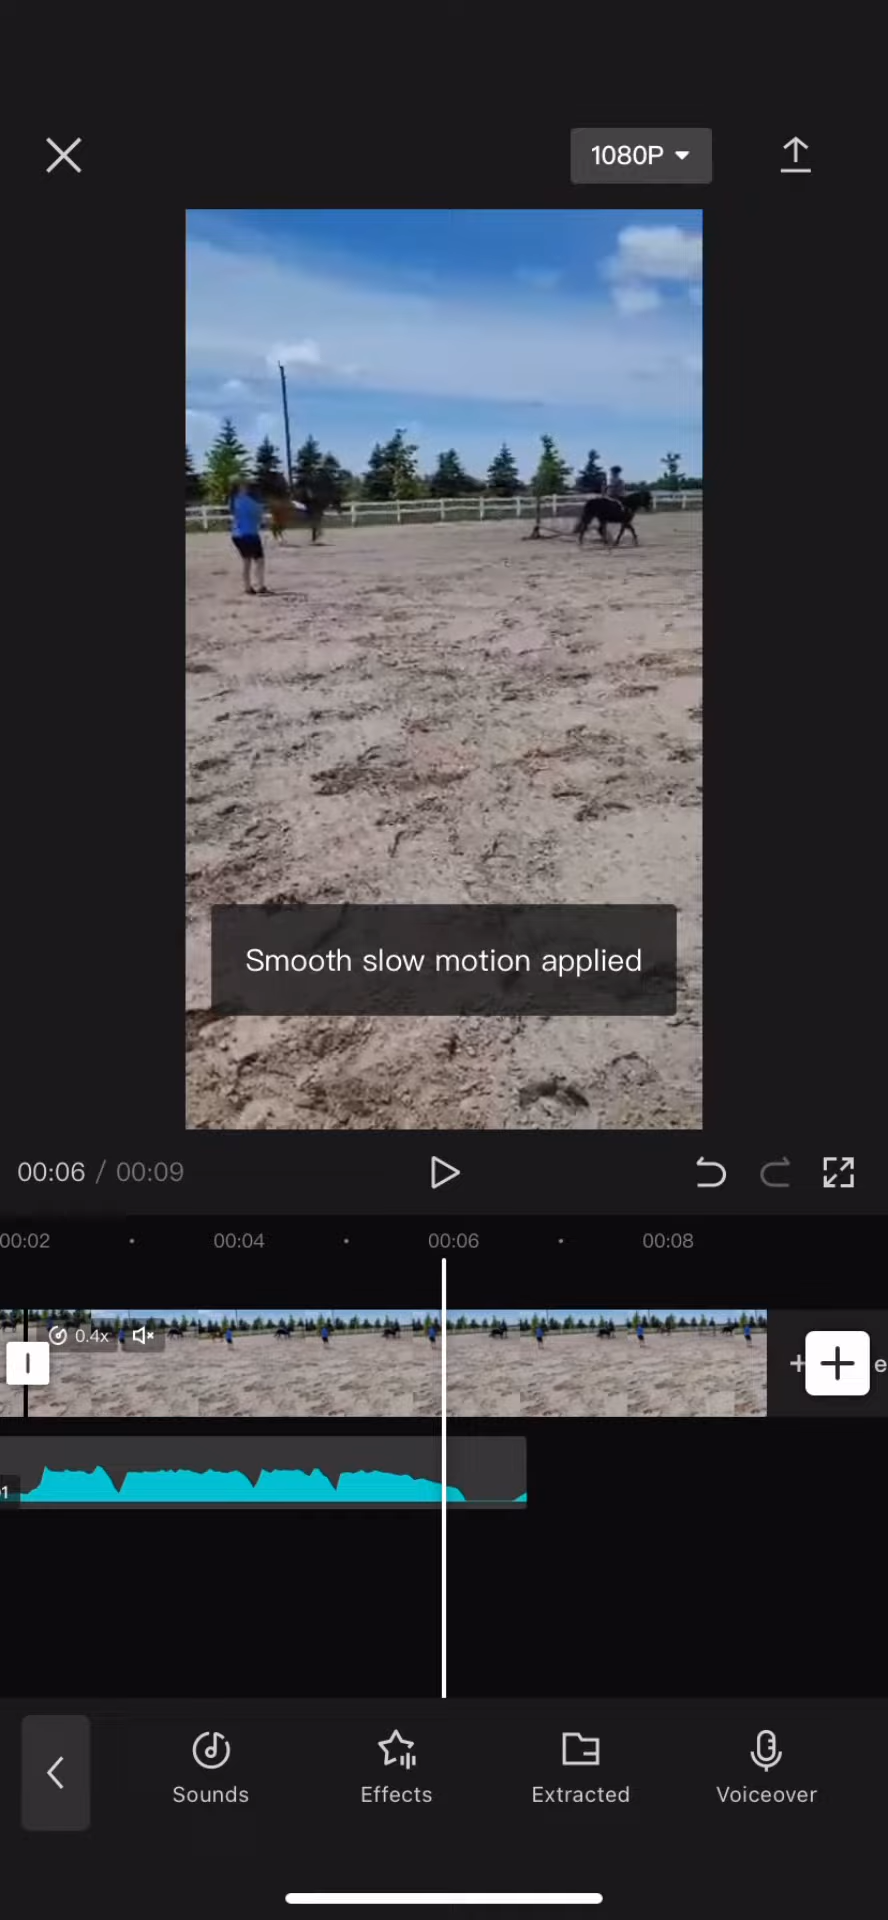 1080P
Smooth slow motion applied
00:06 / 00:09
00:02
00:04
00:06
00:08
0.4x
e
01
Sounds
Effects
Extracted
Voiceover